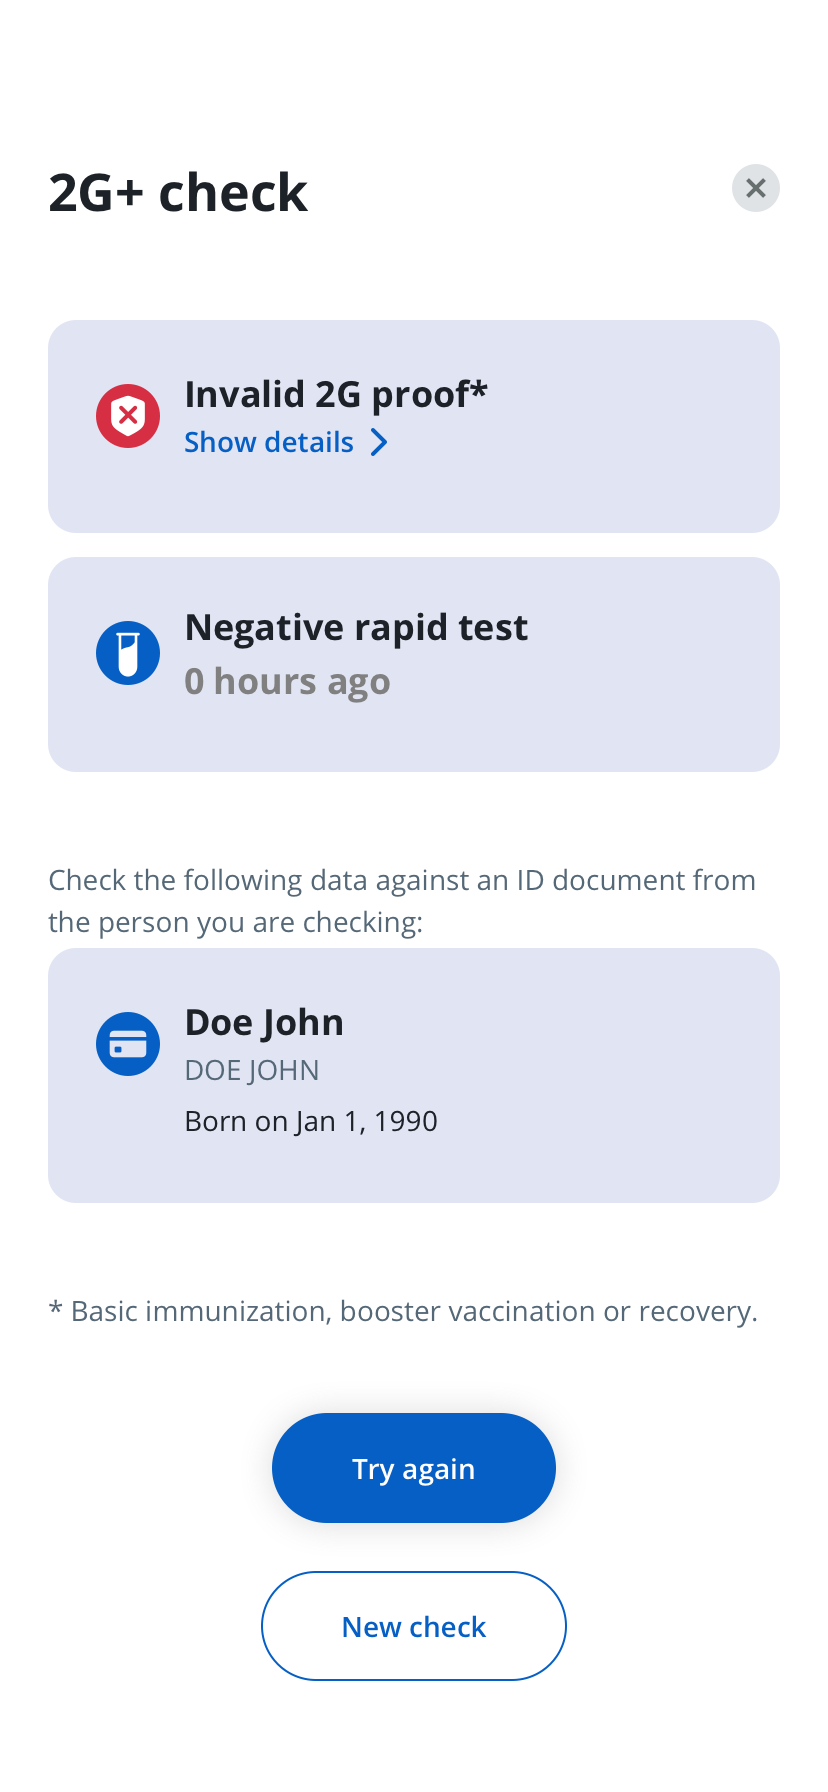 2G+ check
Invalid 2G proof*
Show details
Negative rapid test
0 hours ago
Check the following data against an ID document from
the person you are checking:
Doe John
DOE JOHN
Born on Jan 1, 1990
* Basic immunization, booster vaccination or recovery.
Try again
New check